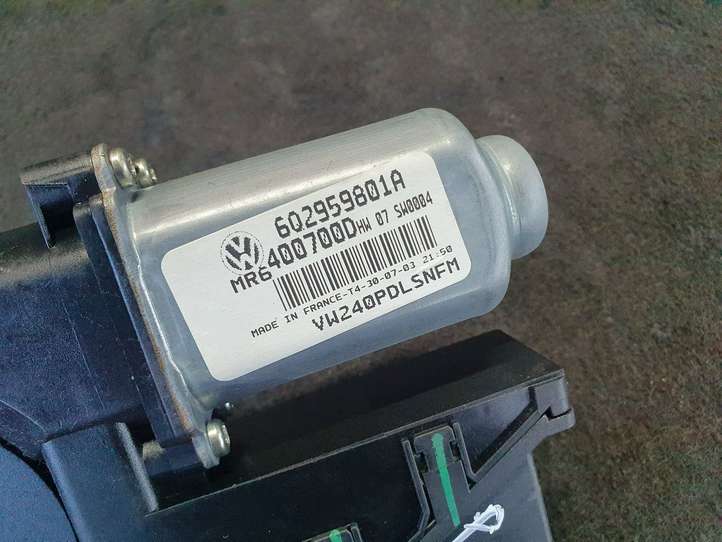 6Q2959801A
MR6400700D HW 07 SW0004
MADE IN FRANCE-T4-30-07-03 21:50
VW240PDLSNFM